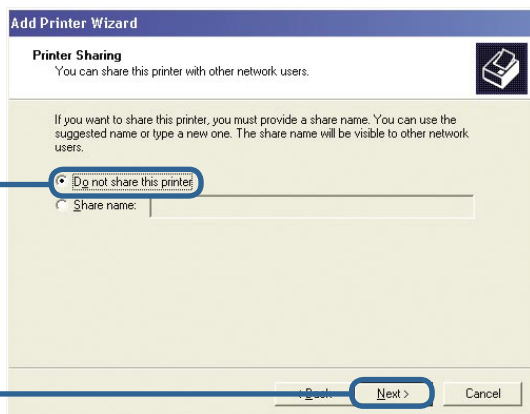 Add Printer Wizard
Printer Sharing
You can share this printer with other network users.
If you want to share this printer, you must provide a share name. You can use the
suggested name or type a new one. The share name will be visible to other network
users.
Do not share this printer
Share name:
< Back
Next >
Cancel